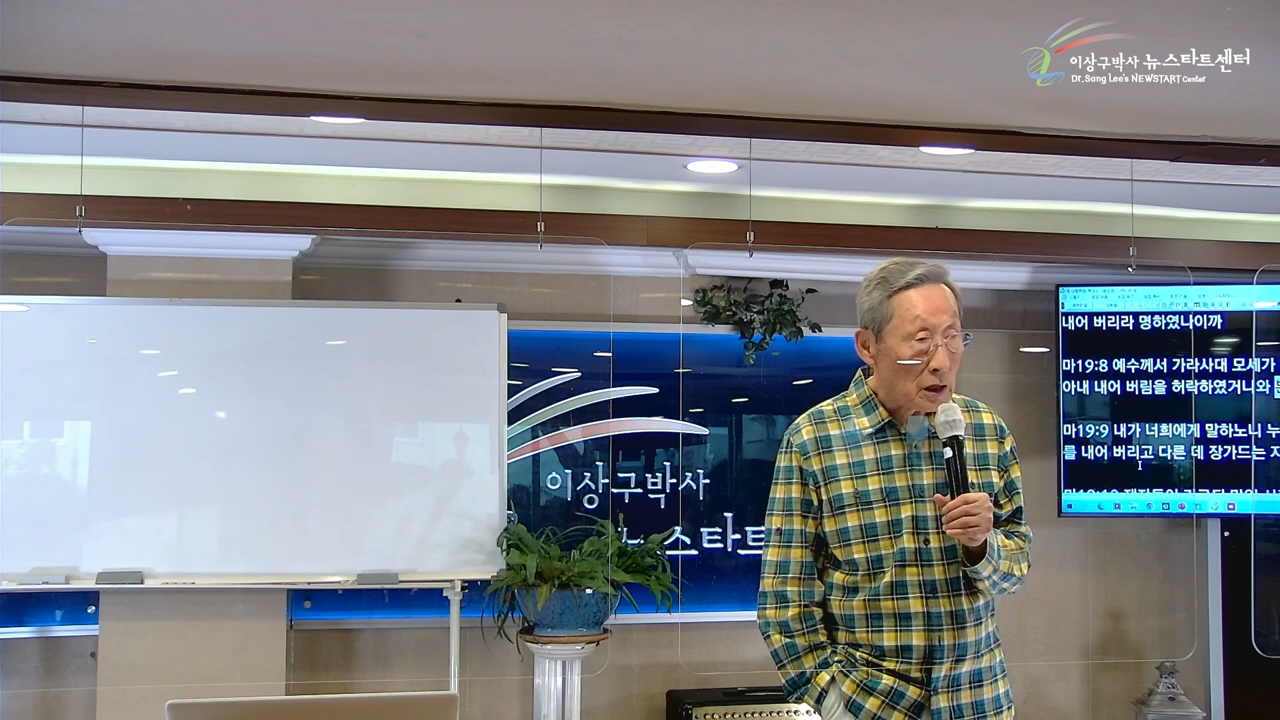 이상구박사 뉴스타트센터
Dr. Sang Lee's NEWSTART Center
이상구박사
스타트
내어 버리라 명하였나이까
마19:8 예수께서 가라사대 모세가
아내 내어 버림을 허락하였거니와
마19:9 내가 너희에게 말하노니 누
를 내어 버리고 다른 데 장가드는 자